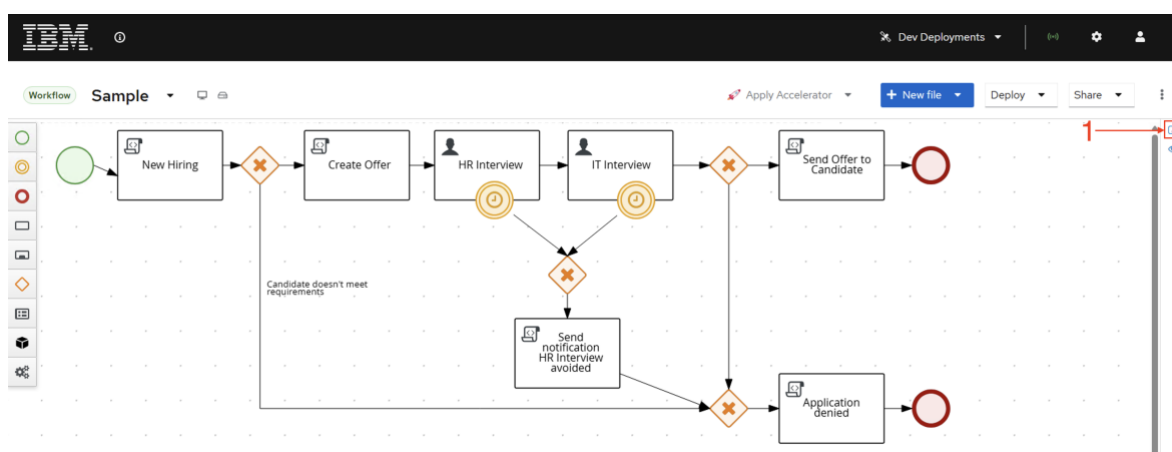 IBM.
Dev Deployments
Workflow Sample Apply Accelerator New file Deploy Share
1
New Hiring
Create Offer
HR Interview
IT Interview
Send Offer to
Candidate
Candidate doesn't meet
requirements
Send
notification
HR Interview
avoided
Application
denied